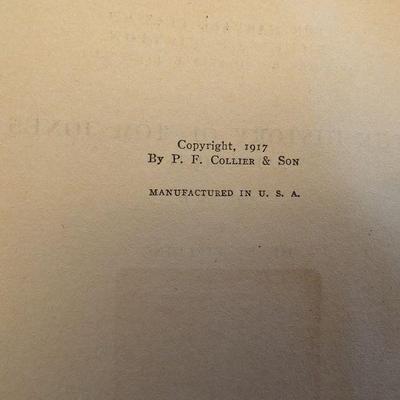 Copyright, 1917
By P. F. Collier & Son
MANUFACTURED IN U. S. A.